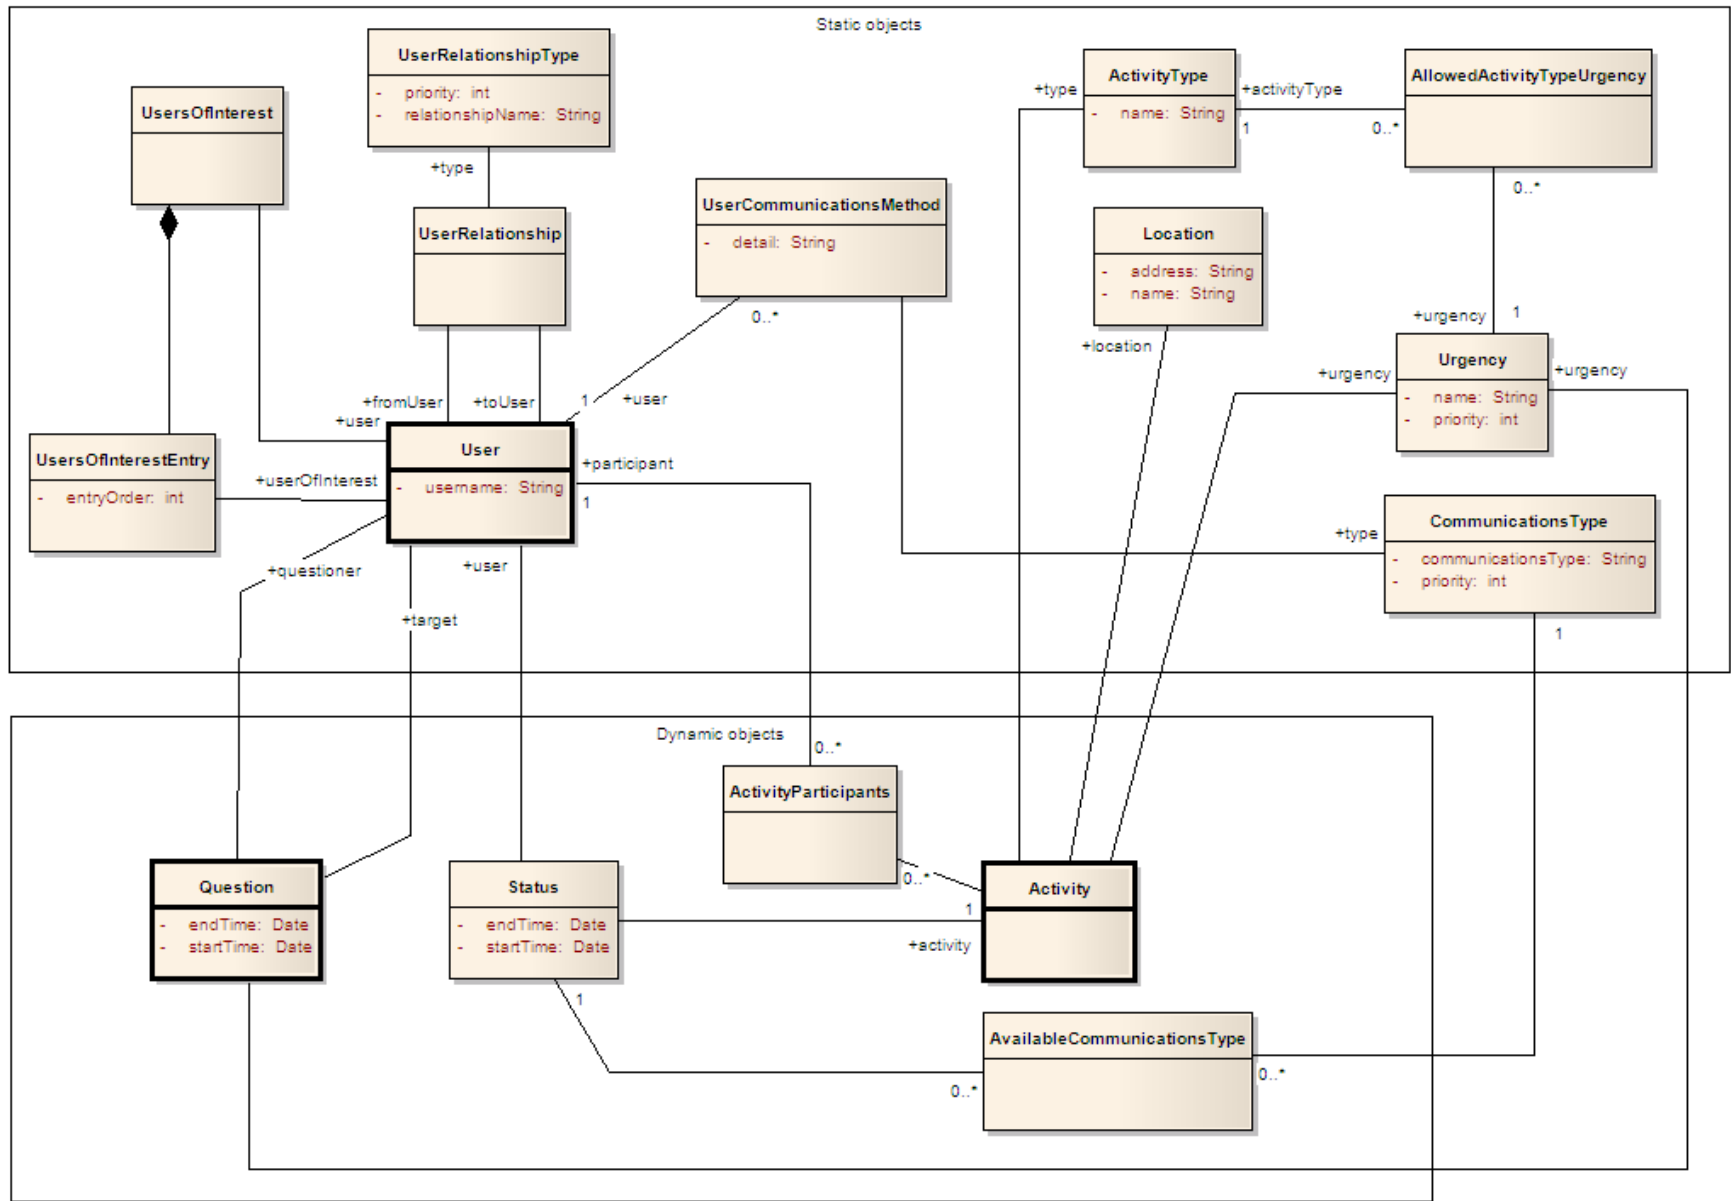 Static objects
UserRelationshipType
- priority: int
- relationshipName: String
UsersOfInterest
ActivityType
- name: String
AllowedActivityTypeUrgency
+type
+activityType
1
0..*
+type
UserRelationship
UserCommunicationsMethod
- detail: String
Location
- address: String
- name: String
0..*
0..*
+location
+urgency
1
Urgency
- name: String
- priority: int
+urgency
+urgency
+fromUser
+toUser
+user
1
+user
User
- username: String
+participant
1
UsersOfInterestEntry
- entryOrder: int
+userOfInterest
CommunicationsType
- communicationsType: String
- priority: int
+type
1
+questioner
+user
+target
Dynamic objects
0..*
ActivityParticipants
0..*
Question
- endTime: Date
- startTime: Date
Status
- endTime: Date
- startTime: Date
Activity
1
+activity
1
AvailableCommunicationsType
0..*
0..*